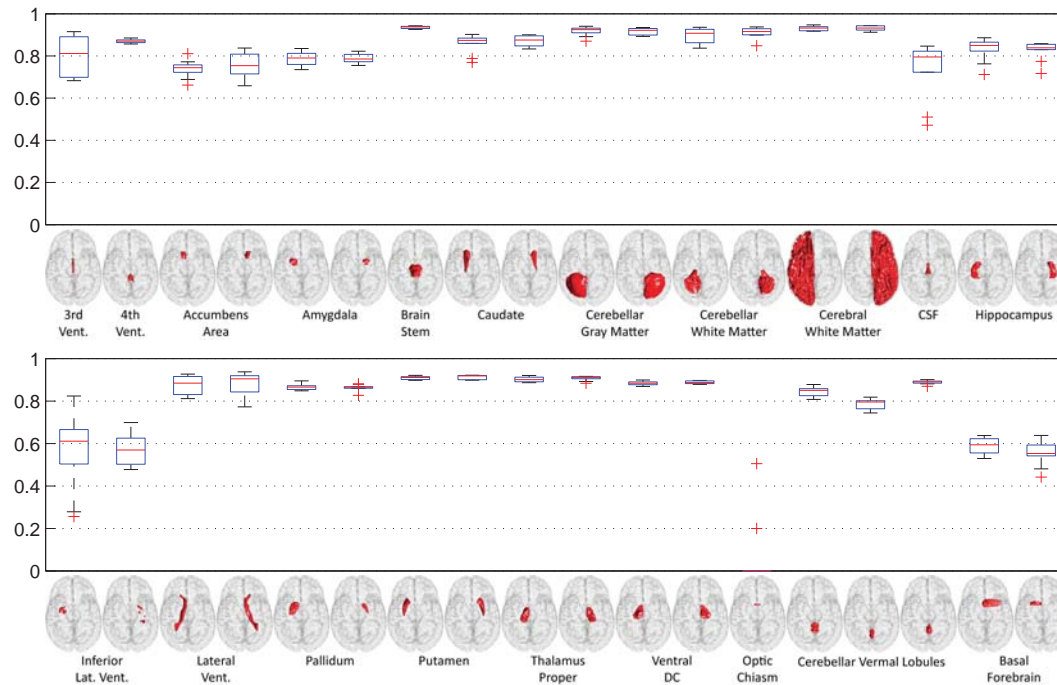 1
0.8
0.6
0.4
0.2
0
3rd Vent.
4th Vent.
Accumbens Area
Amygdala
Brain Stem
Caudate
Cerebellar Gray Matter
Cerebellar White Matter
Cerebral White Matter
CSF
Hippocampus
1
0.8
0.6
0.4
0.2
0
Inferior Lat. Vent.
Lateral Vent.
Pallidum
Putamen
Thalamus Proper
Ventral DC
Optic Chiasm
Cerebellar Vermal Lobules
Basal Forebrain